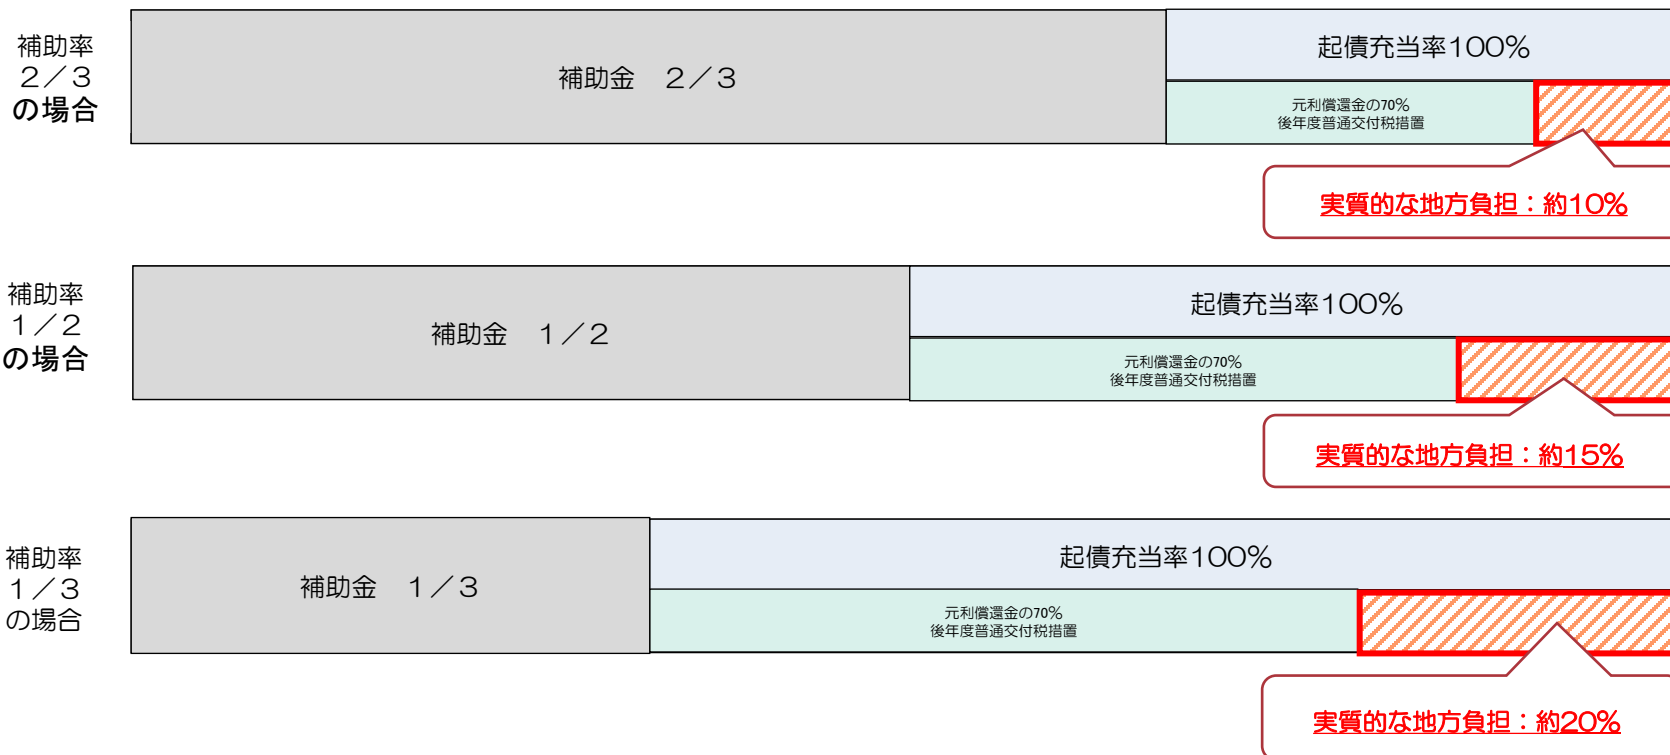 補助率
２／３
の場合
補助金　２／３
起債充当率100%
元利償還金の70%
後年度普通交付税措置
実質的な地方負担：約10%
補助率
１／２
の場合
補助金　１／２
起債充当率100%
元利償還金の70%
後年度普通交付税措置
実質的な地方負担：約15%
補助率
１／３
の場合
補助金　１／３
起債充当率100%
元利償還金の70%
後年度普通交付税措置
実質的な地方負担：約20%